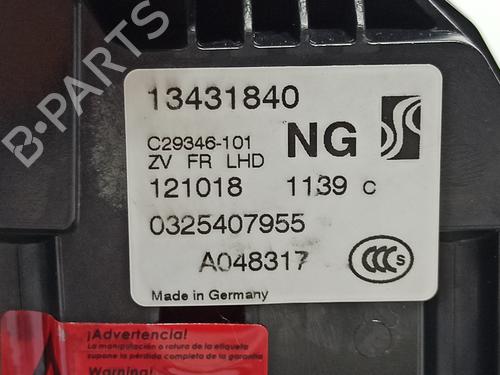 B-PARTS
13431840
C29346-101
ZV FR LHD
NG
121018 1139 C
0325407955
A048317
CCC S
Made in Germany
¡Advertencia!
La manipulación o rotura de la etiqueta
supone la pérdida completa de la garantía
Warning!